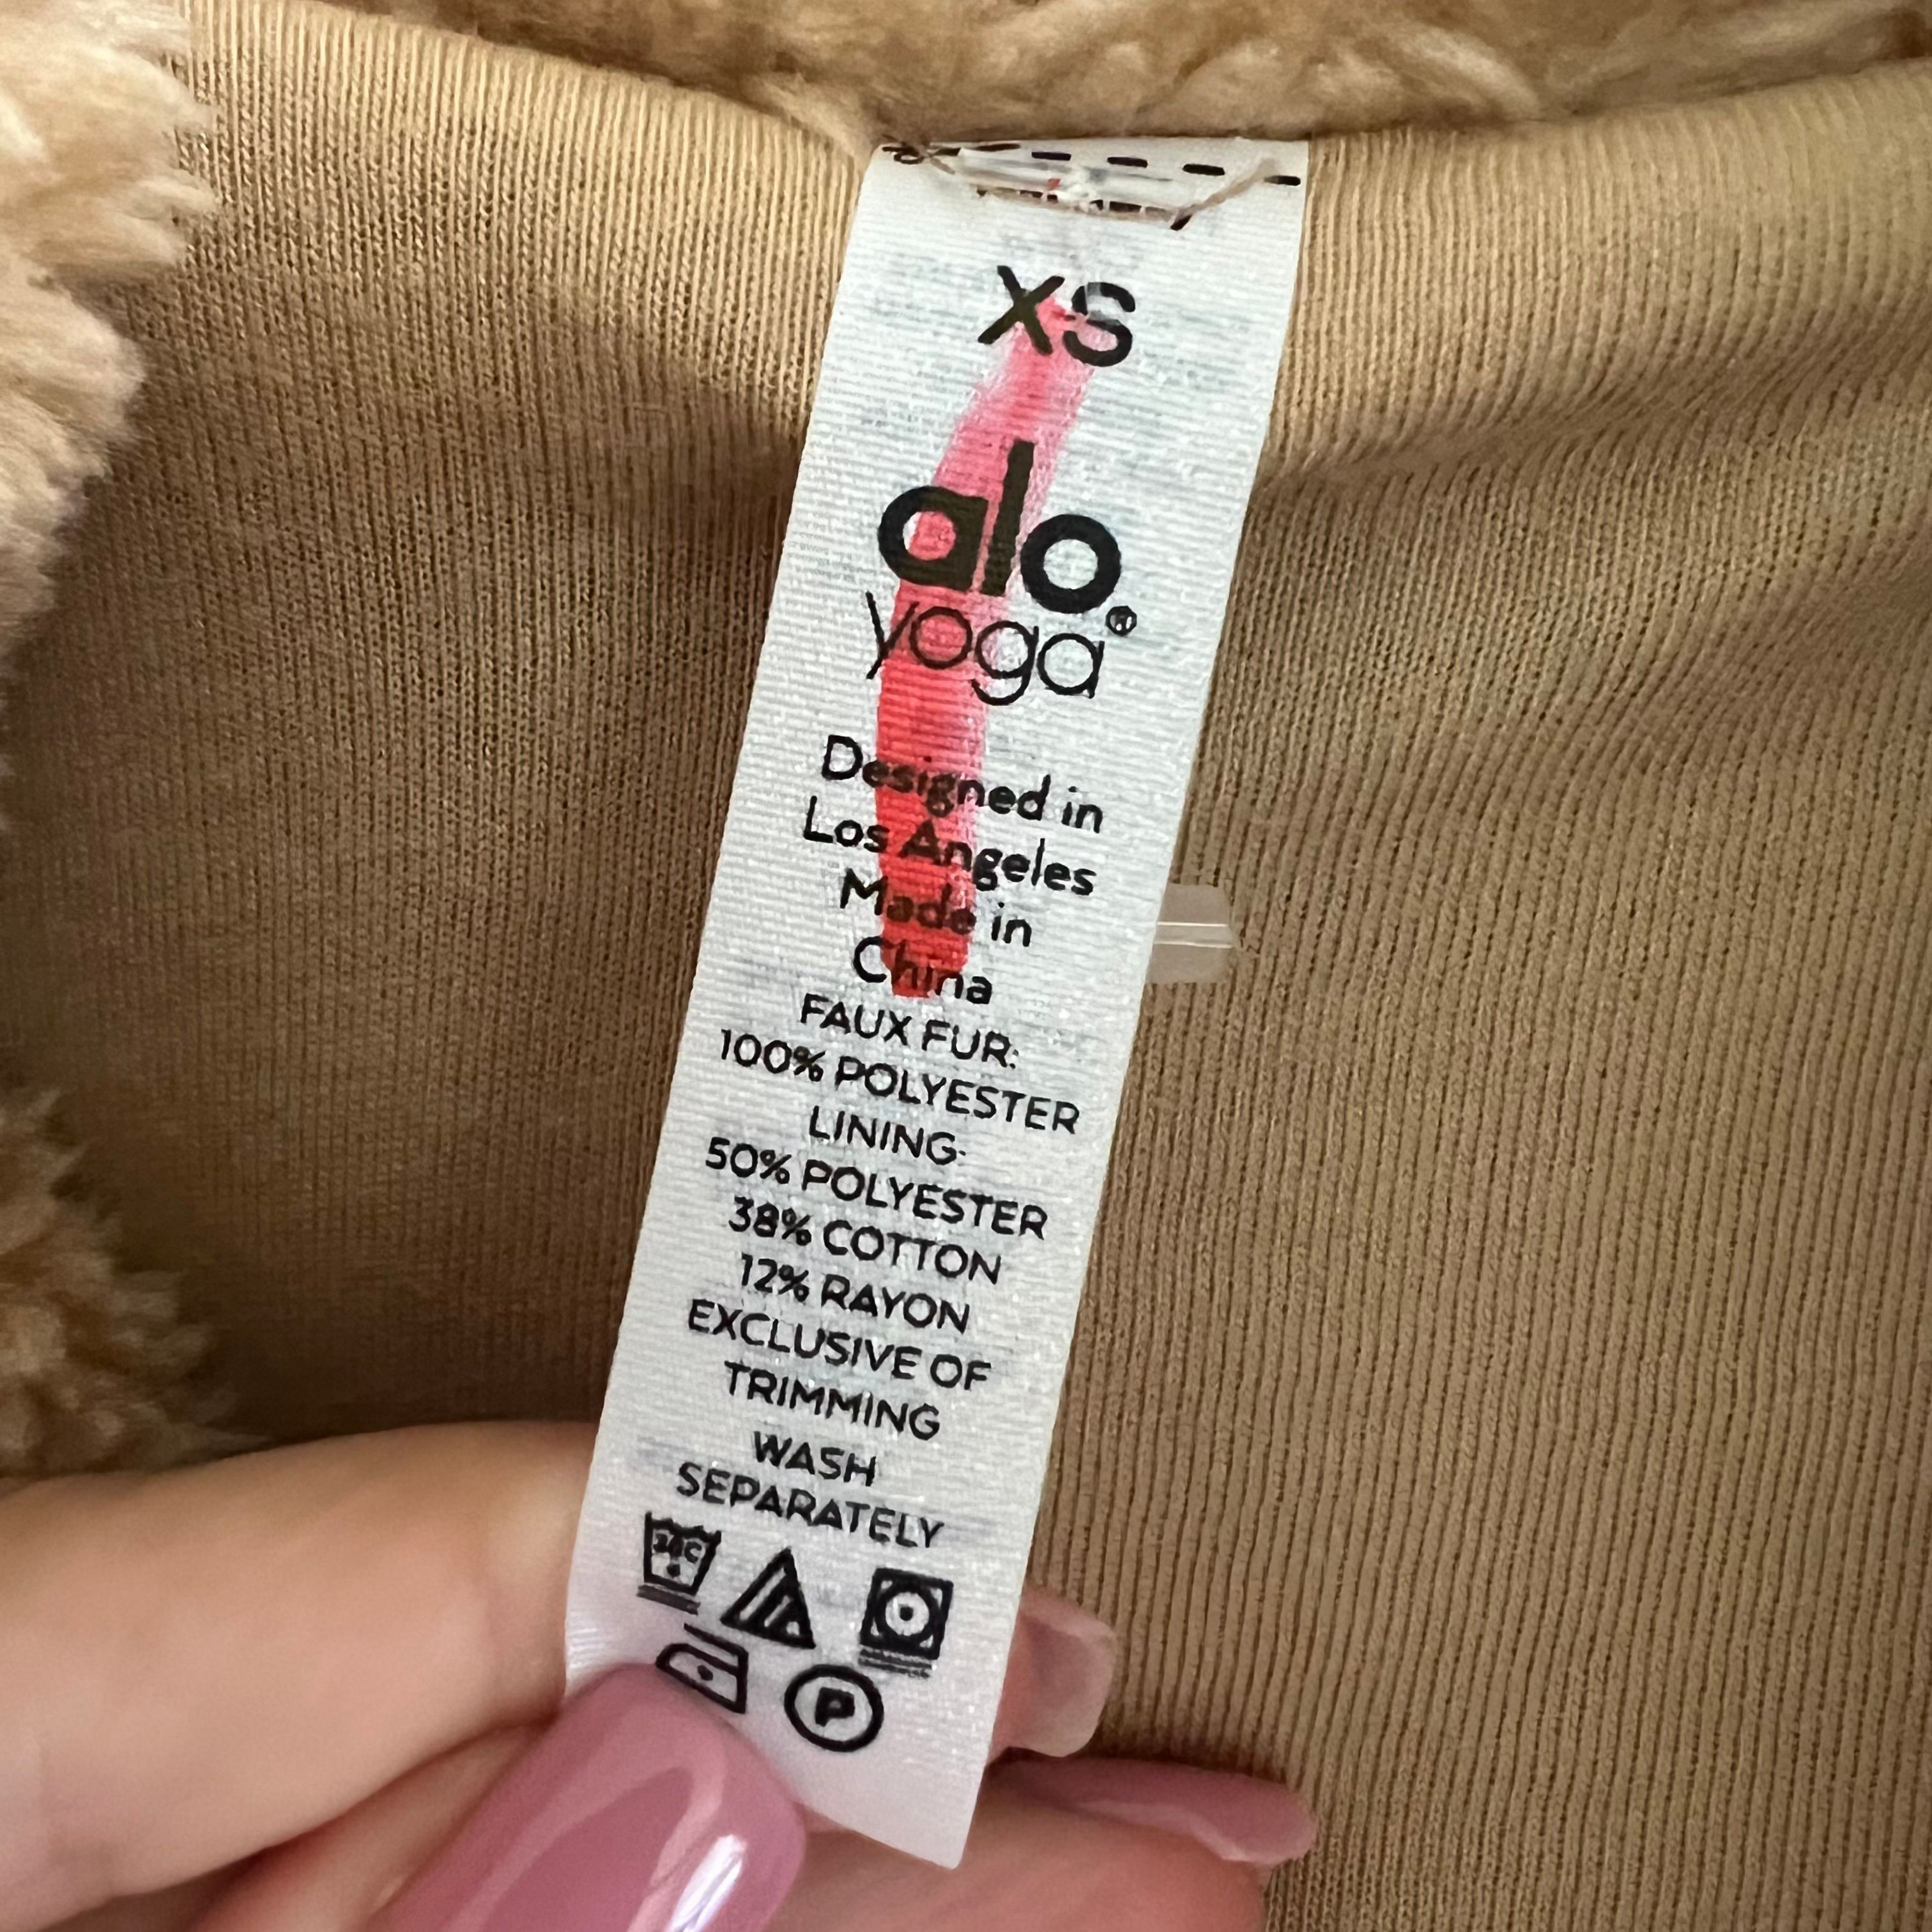 XS
alo
yoga®
Designed in
Los Angeles
Made in
China
FAUX FUR:
100% POLYESTER
LINING:
50% POLYESTER
38% COTTON
12% RAYON
EXCLUSIVE OF
TRIMMING
WASH
SEPARATELY
P